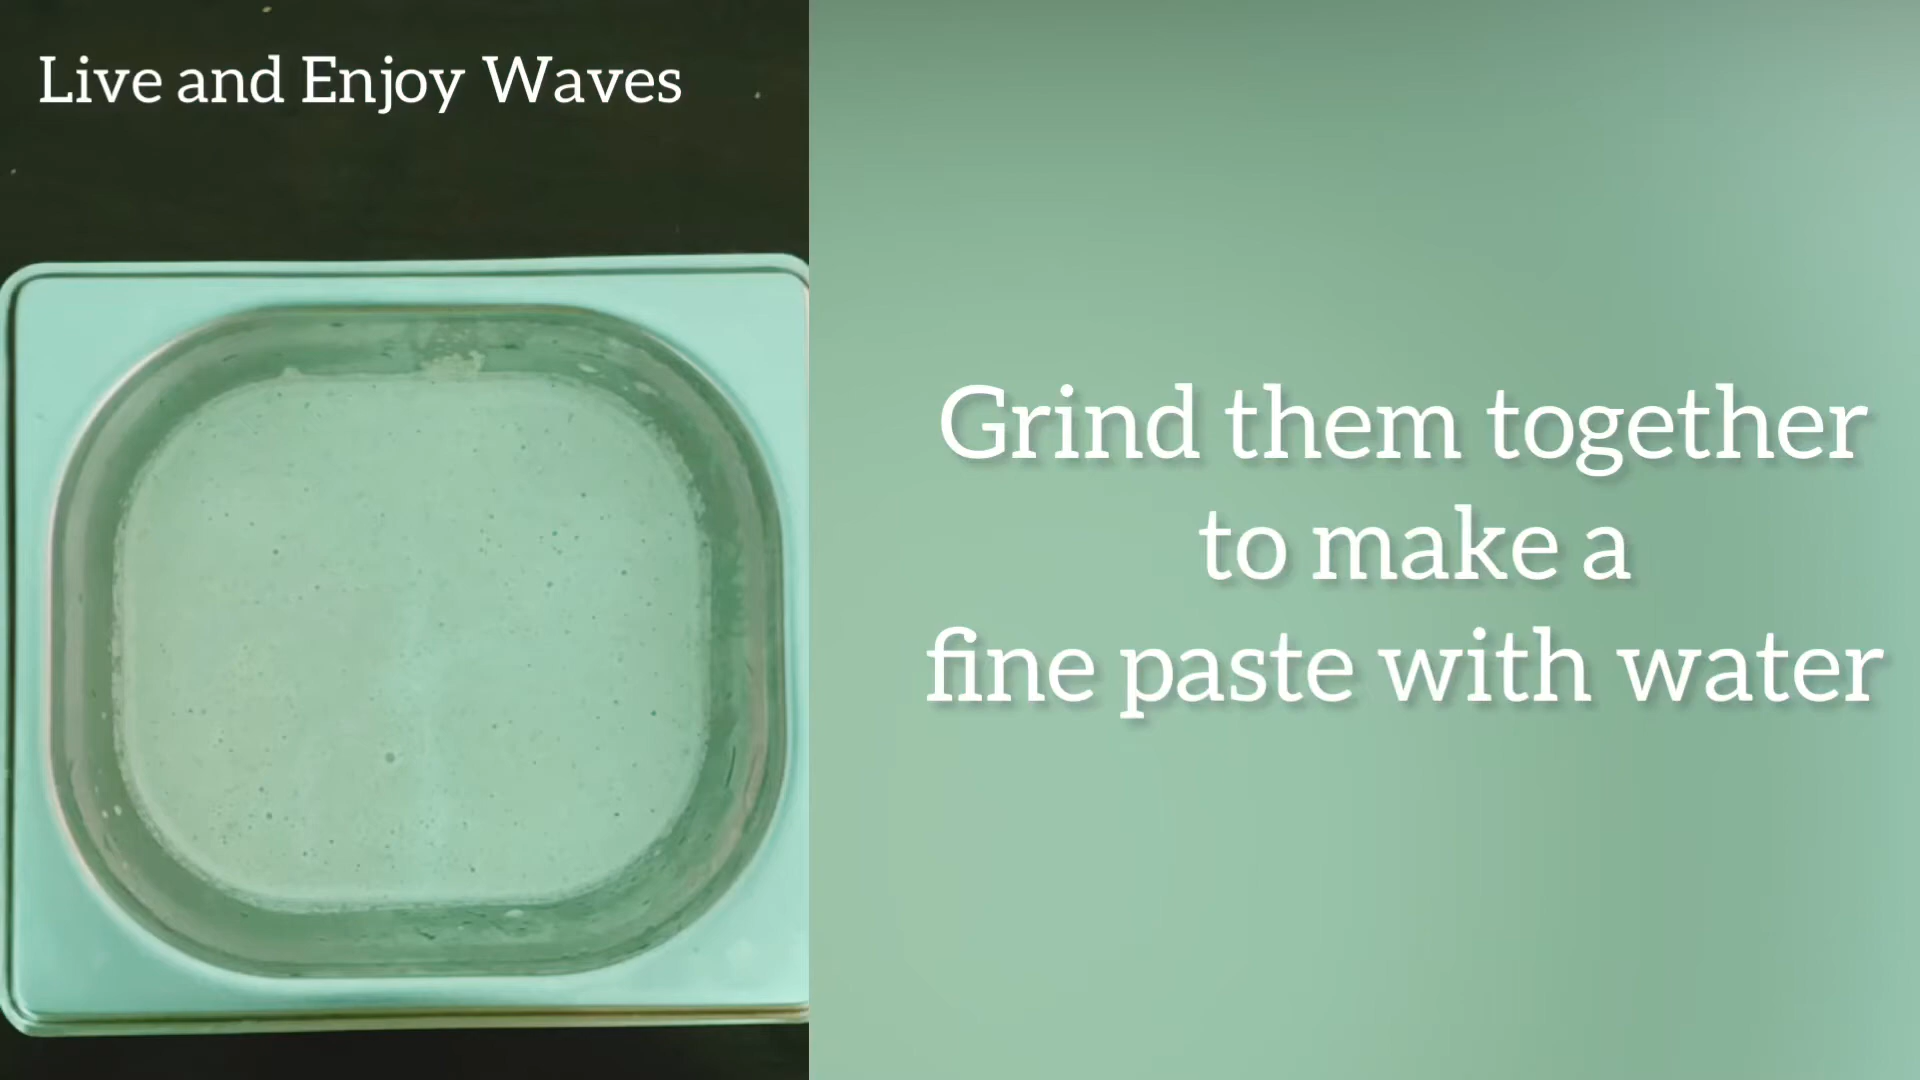 Live and Enjoy Waves
Grind them together
to make a
fine paste with water